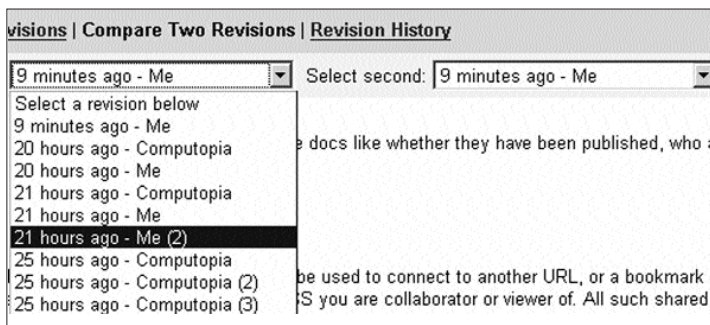 visions | Compare Two Revisions | Revision History
9 minutes ago - Me Select second: 9 minutes ago - Me
Select a revision below
9 minutes ago - Me
20 hours ago - Computopia
docs like whether they have been published, who
20 hours ago - Me
21 hours ago - Computopia
21 hours ago - Me
21 hours ago - Me (2)
25 hours ago - Computopia
25 hours ago - Computopia (2)
be used to connect to another URL, or a bookmark
25 hours ago - Computopia (3)
S you are collaborator or viewer of. All such shared